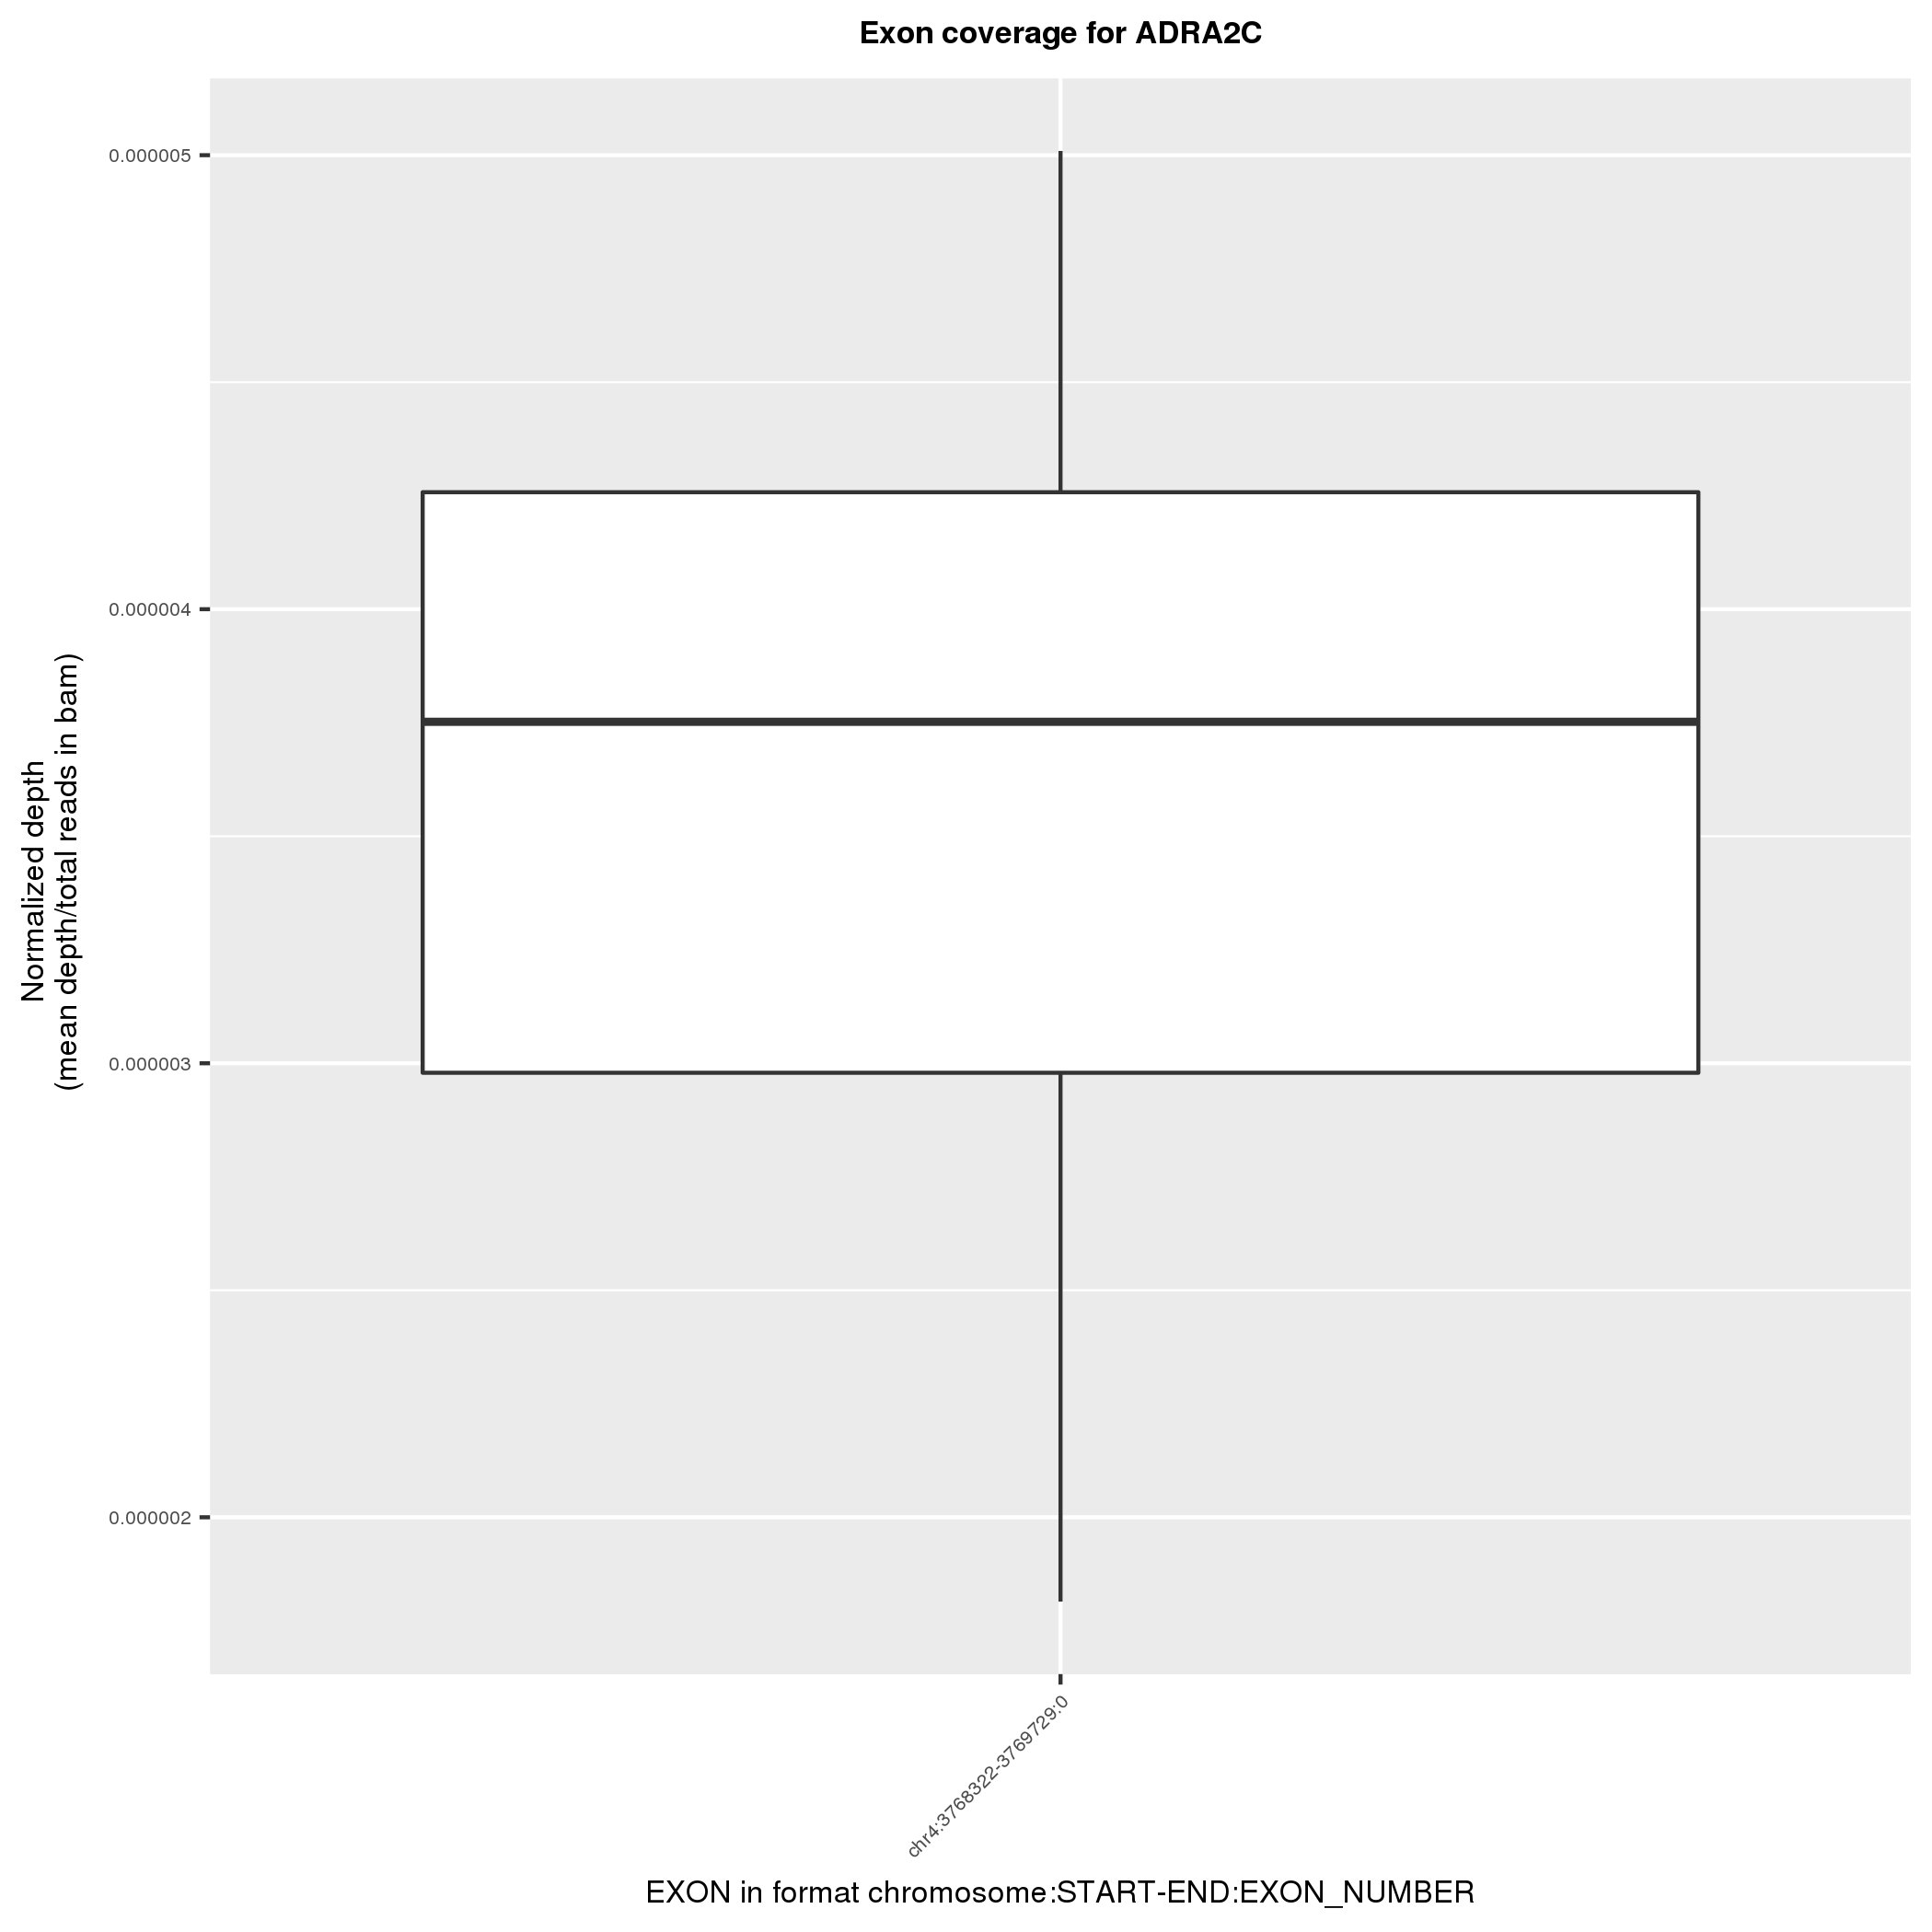 Exon coverage for ADRA2C
Normalized depth
(mean depth/total reads in bam)
0.000005
0.000004
0.000003
0.000002
chr4:3768322-3769729:0
EXON in format chromosome:START-END:EXON_NUMBER